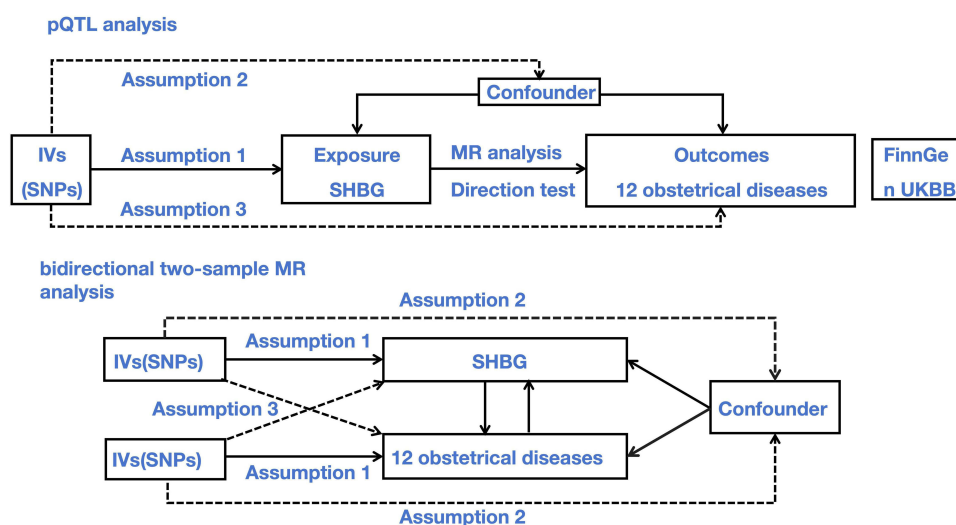 pQTL analysis
Assumption 2
Confounder
IVs
(SNPs)
Assumption 1
Exposure
SHBG
MR analysis
Direction test
Outcomes
12 obstetrical diseases
FinnGe
n UKBB
Assumption 3
bidirectional two-sample MR
analysis
Assumption 2
IVs(SNPs)
Assumption 1
SHBG
Assumption 3
Confounder
IVs(SNPs)
Assumption 1
12 obstetrical diseases
Assumption 2